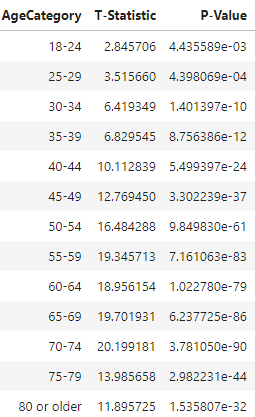 AgeCategory T-Statistic P-Value
18-24 2.845706 4.435589e-03
25-29 3.515660 4.398069e-04
30-34 6.419349 1.401397e-10
35-39 6.829545 8.756386e-12
40-44 10.112839 5.499397e-24
45-49 12.769450 3.302239e-37
50-54 16.484288 9.849830e-61
55-59 19.345713 7.161063e-83
60-64 18.956154 1.022780e-79
65-69 19.701931 6.237725e-86
70-74 20.199181 3.781050e-90
75-79 13.985658 2.982231e-44
80 or older 11.895725 1.535807e-32